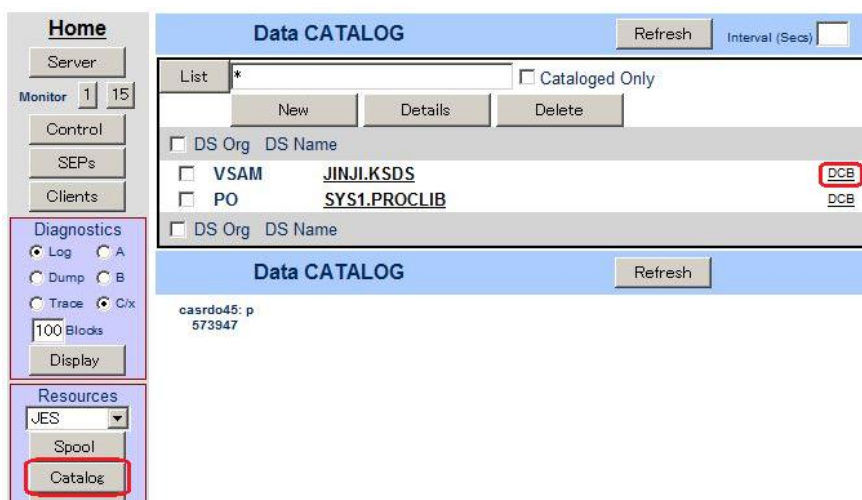 Home
Server
Monitor 1 15
Control
SEPs
Clients
Diagnostics
Log A
Dump B
Trace C/x
100 Blocks
Display
Resources
JES
Spool
Catalog
Data CATALOG Refresh Interval (Secs)
List * Cataloged Only
New Details Delete
DS Org DS Name
VSAM JINJI.KSDS DCB
PO SYS1.PROCLIB DCB
DS Org DS Name
Data CATALOG Refresh
casrdo45: p
573947